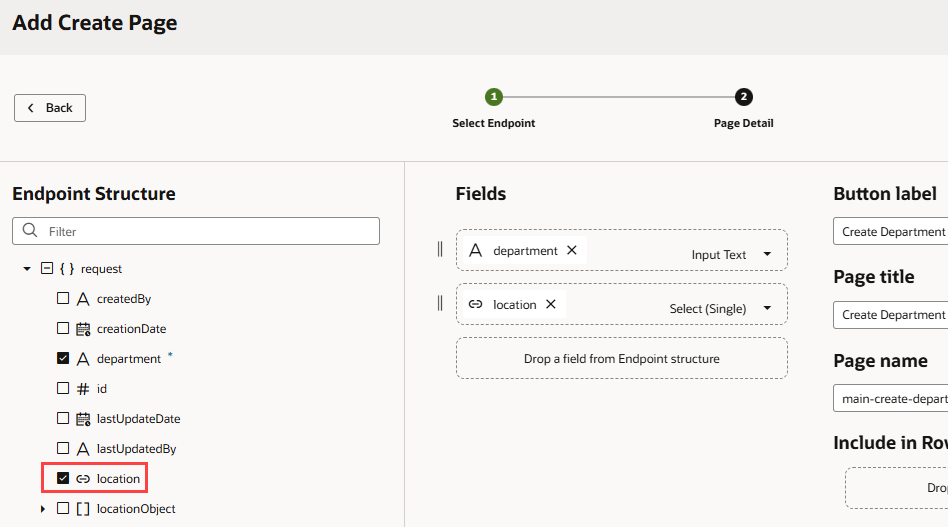 Add Create Page
Back
1
2
Select Endpoint
Page Detail
Endpoint Structure
Filter
{ } request
A createdBy
creationDate
A department *
# id
lastUpdateDate
A lastUpdatedBy
location
[ ] locationObject
Fields
A department X
Input Text
location X
Select (Single)
Drop a field from Endpoint structure
Button label
Create Department
Page title
Create Department
Page name
main-create-depart
Include in Row
Drop